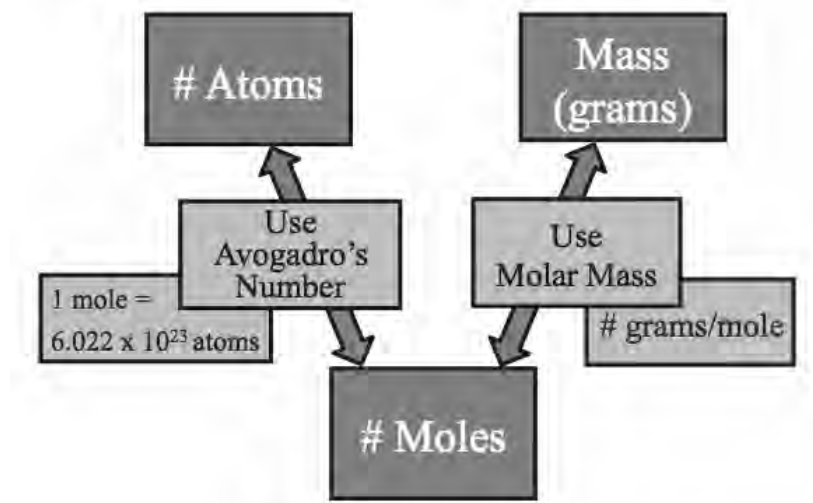 # Atoms
Mass
(grams)
Use
Avogadro's
Number
Use
Molar Mass
1 mole =
6.022 x 10²³ atoms
# grams/mole
# Moles